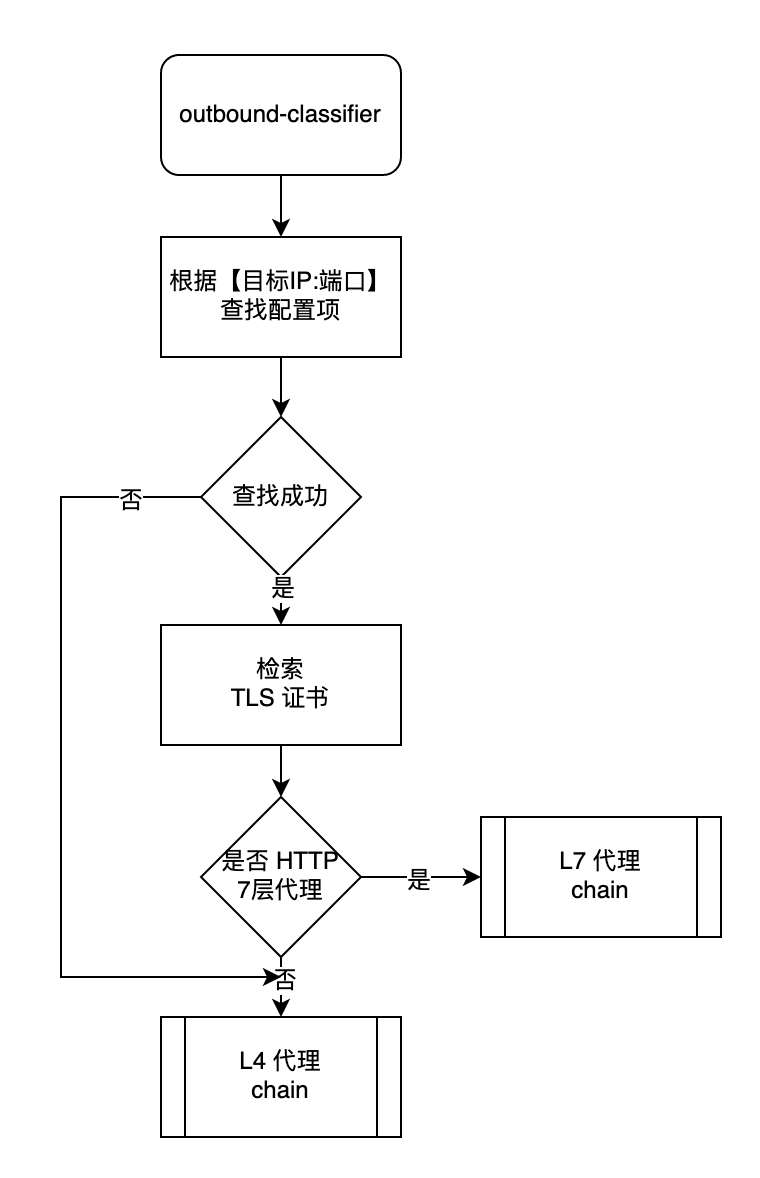 outbound-classifier
根据【目标IP:端口】
查找配置项
查找成功
否
是
检索
TLS 证书
是否 HTTP
7层代理
是
L7 代理
chain
否
L4 代理
chain